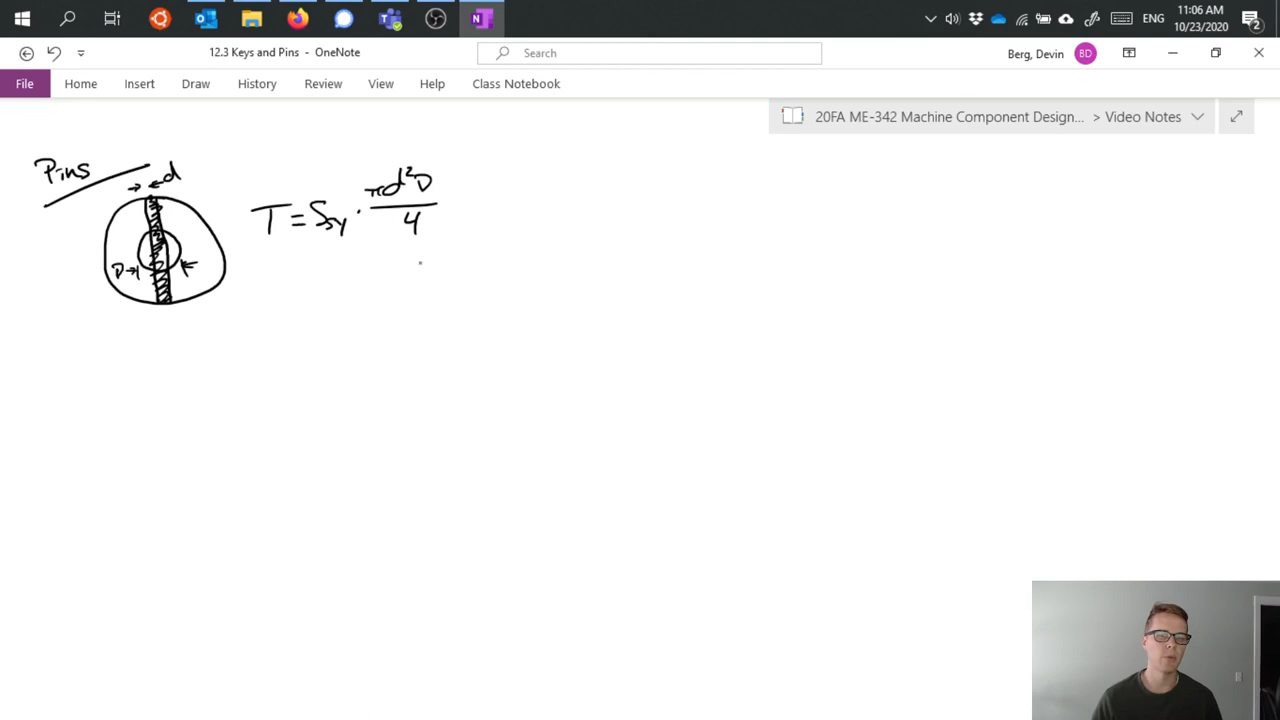 ENG
11:06 AM
10/23/2020
2
12.3 Keys and Pins - OneNote
Search
Berg, Devin
BD
File Home Insert Draw History Review View Help Class Notebook
20FA ME-342 Machine Component Design... > Video Notes
Pins
d
T = Ssy · πd²D / 4
D